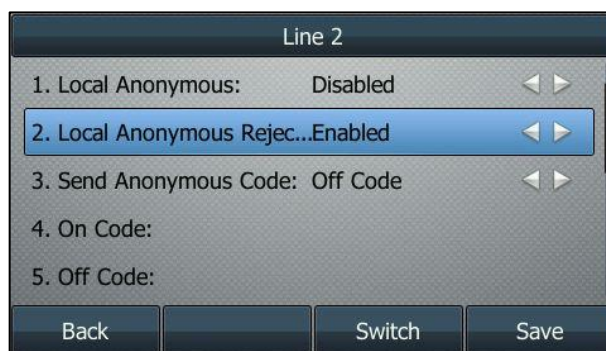 Line 2
1. Local Anonymous: Disabled
2. Local Anonymous Rejec...Enabled
3. Send Anonymous Code: Off Code
4. On Code:
5. Off Code:
Back Switch Save